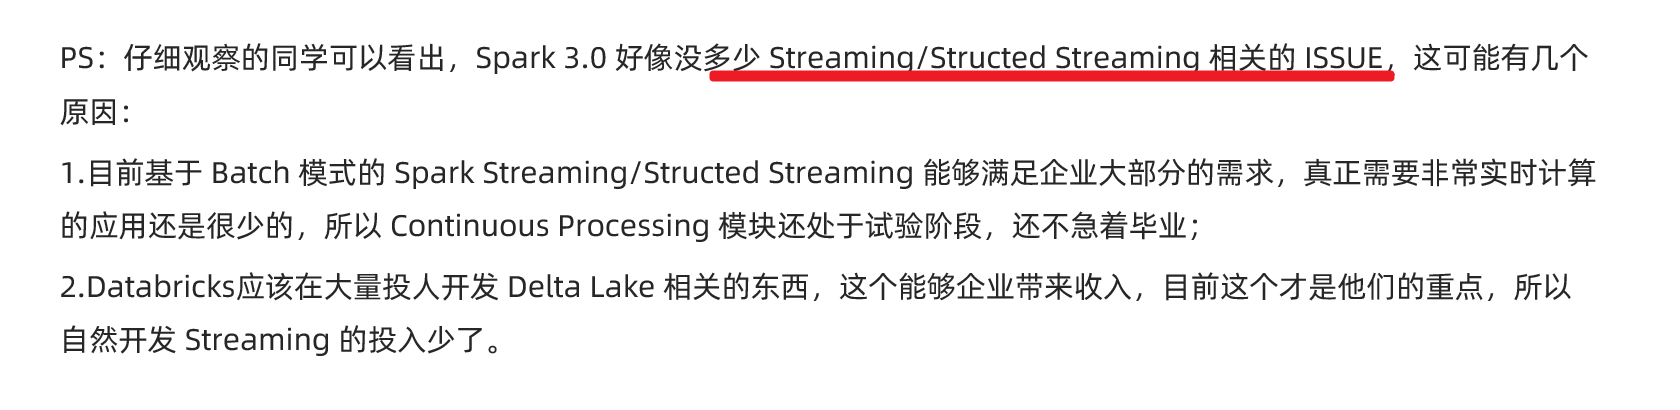 PS：仔细观察的同学可以看出，Spark 3.0 好像没多少 Streaming/Structed Streaming 相关的 ISSUE，这可能有几个
原因：
1.目前基于 Batch 模式的 Spark Streaming/Structed Streaming 能够满足企业大部分的需求，真正需要非常实时计算
的应用还是很少的，所以 Continuous Processing 模块还处于试验阶段，还不急着毕业；
2.Databricks应该在大量投人开发 Delta Lake 相关的东西，这个能够企业带来收入，目前这个才是他们的重点，所以
自然开发 Streaming 的投入少了。